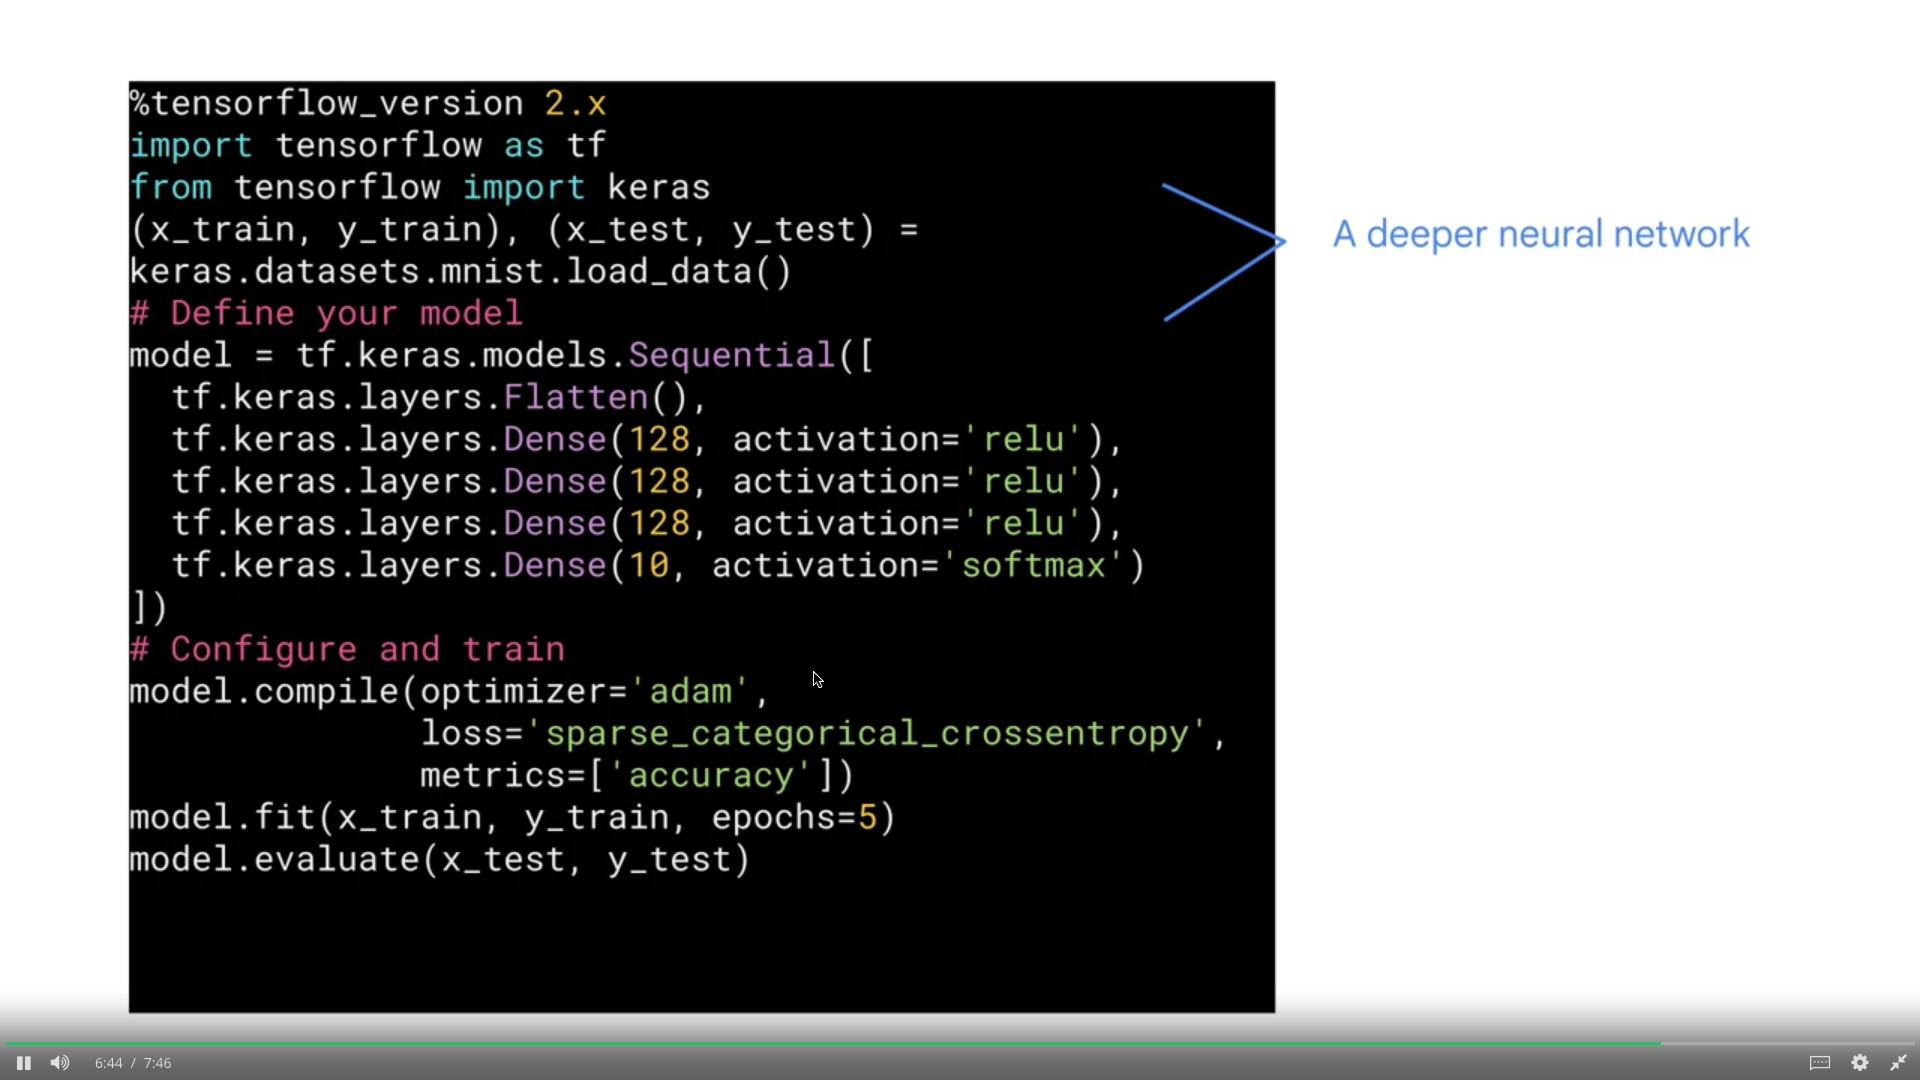 %tensorflow_version 2.x
import tensorflow as tf
from tensorflow import keras
(x_train, y_train), (x_test, y_test) =
keras.datasets.mnist.load_data()
# Define your model
model = tf.keras.models.Sequential([
  tf.keras.layers.Flatten(),
  tf.keras.layers.Dense(128, activation='relu'),
  tf.keras.layers.Dense(128, activation='relu'),
  tf.keras.layers.Dense(128, activation='relu'),
  tf.keras.layers.Dense(10, activation='softmax')
])
# Configure and train
model.compile(optimizer='adam',
              loss='sparse_categorical_crossentropy',
              metrics=['accuracy'])
model.fit(x_train, y_train, epochs=5)
model.evaluate(x_test, y_test)
A deeper neural network
6:44 / 7:46